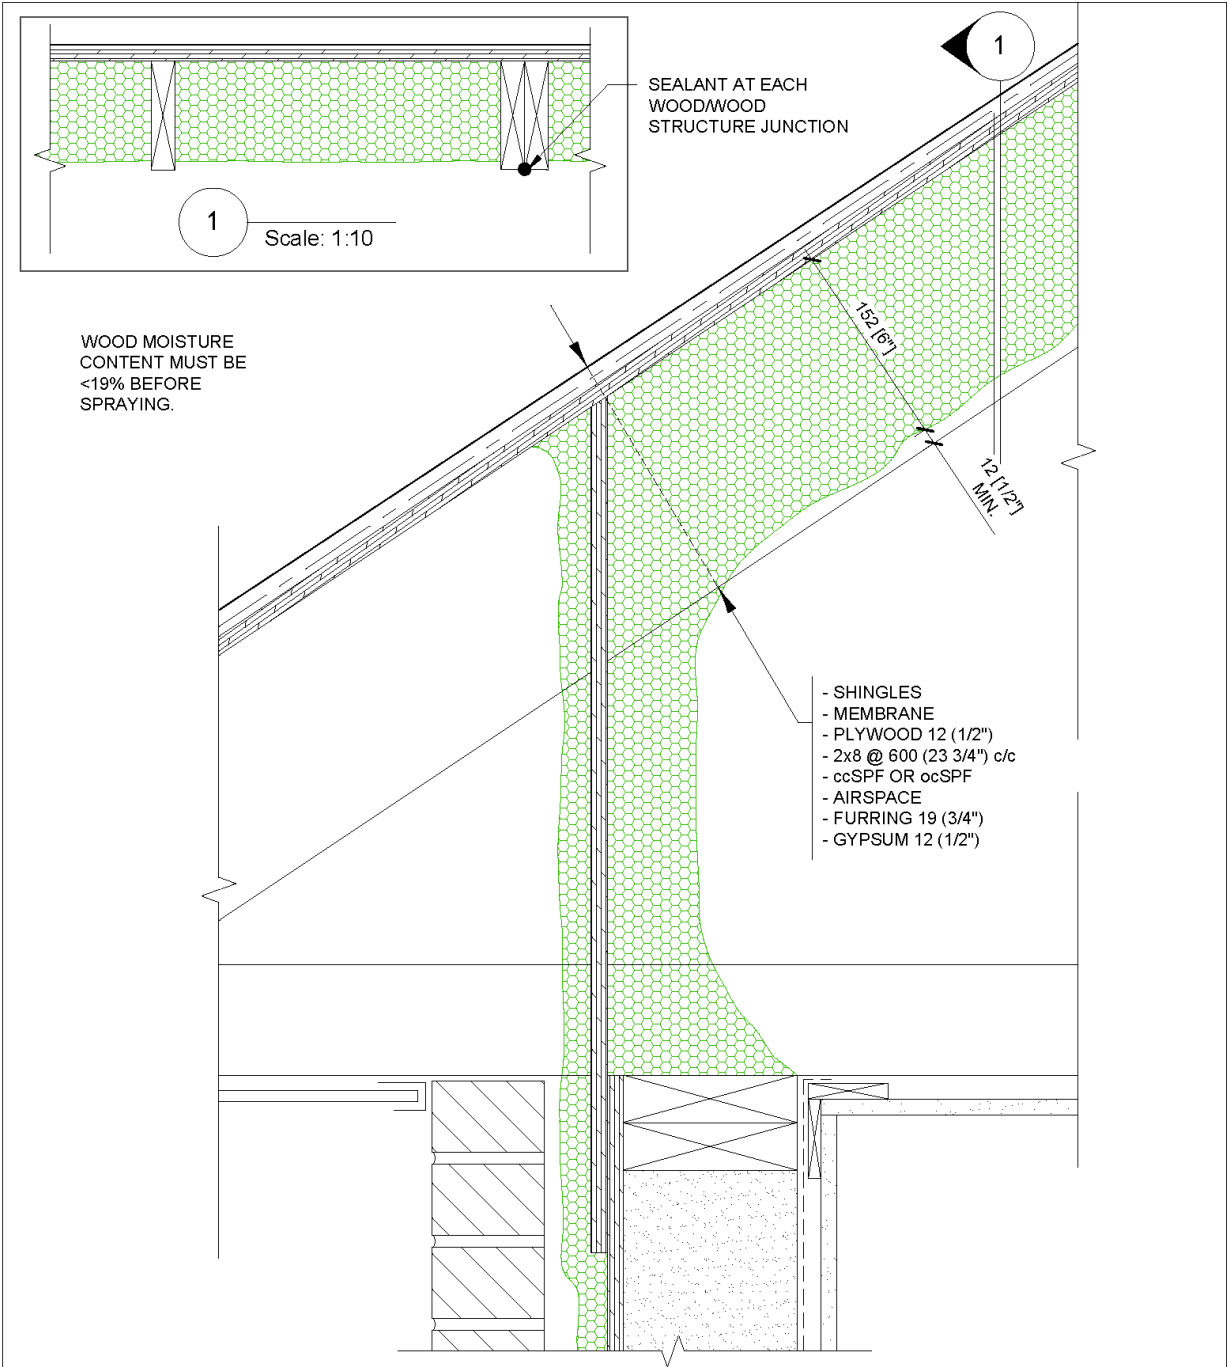 SEALANT AT EACH
WOOD/WOOD
STRUCTURE JUNCTION
1
1
Scale: 1:10
WOOD MOISTURE
CONTENT MUST BE
<19% BEFORE
SPRAYING.
152 [6"]
12 [1/2"]
MIN.
- SHINGLES
- MEMBRANE
- PLYWOOD 12 (1/2")
- 2x8 @ 600 (23 3/4") c/c
- ccSPF OR ocSPF
- AIRSPACE
- FURRING 19 (3/4")
- GYPSUM 12 (1/2")